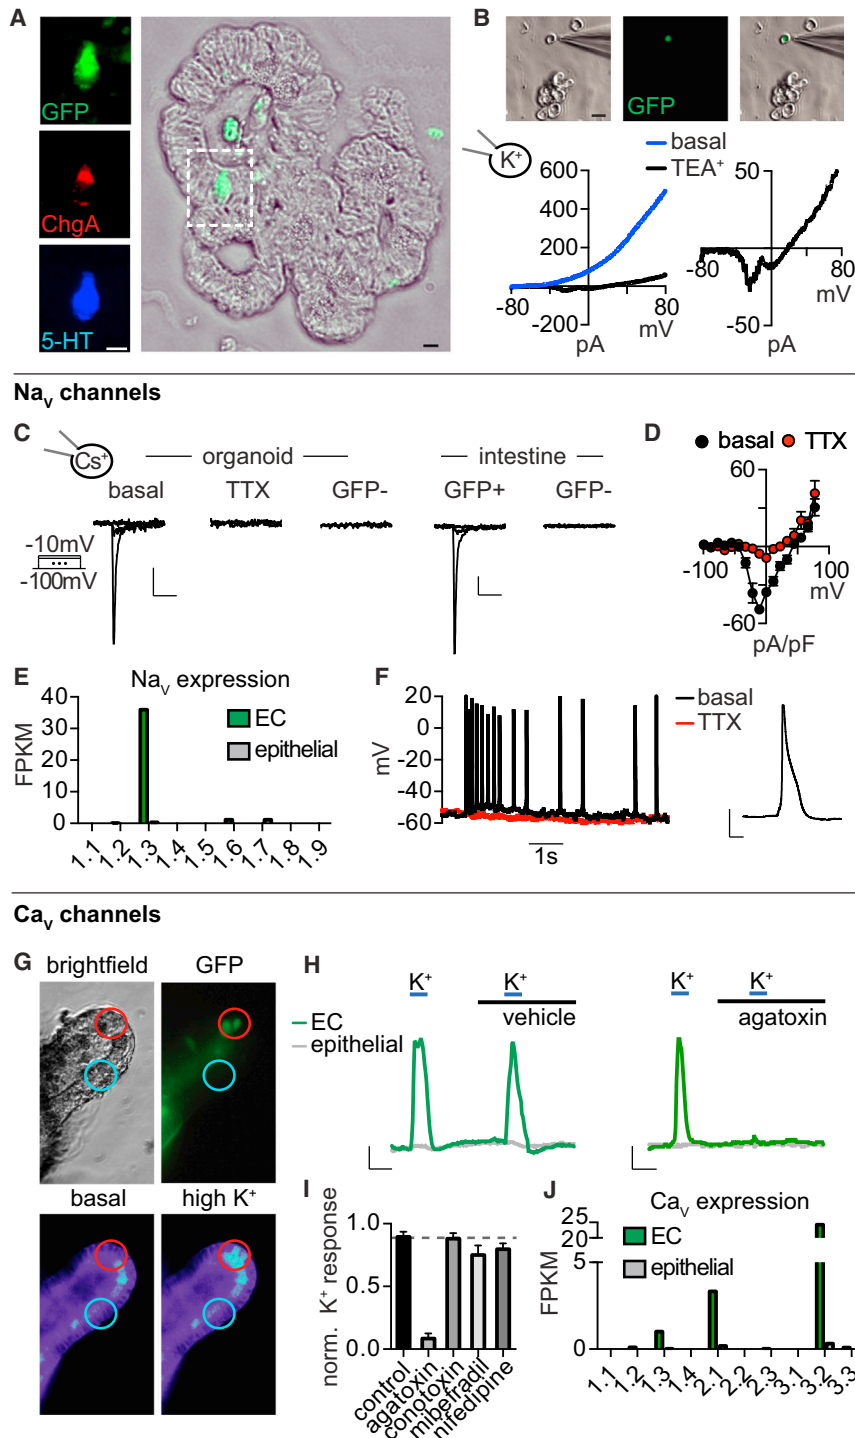 A
GFP
ChgA
5-HT
B
GFP
K+
basal
TEA+
600
400
200
-80
80
-200
mV
pA
50
-80
80
mV
-50
pA
Nav channels
C
Cs+
organoid
intestine
basal
TTX
GFP-
GFP+
GFP-
-10mV
-100mV
D
basal
TTX
60
-100
100
mV
-60
pA/pF
E
Nav expression
FPKM
40
30
20
10
0
EC
epithelial
1.1
1.2
1.3
1.4
1.5
1.6
1.7
1.8
1.9
F
mV
20
0
-20
-40
-60
1s
basal
TTX
Cav channels
G
brightfield
GFP
basal
high K+
H
EC
epithelial
K+
K+
vehicle
K+
K+
agatoxin
I
norm. K+ response
0.9
0.6
0.0
control
agatoxin
conotoxin
mibefradil
nifedipine
J
Cav expression
FPKM
25
20
5
0
EC
epithelial
1.1
1.2
1.3
1.4
2.1
2.2
2.3
3.1
3.2
3.3